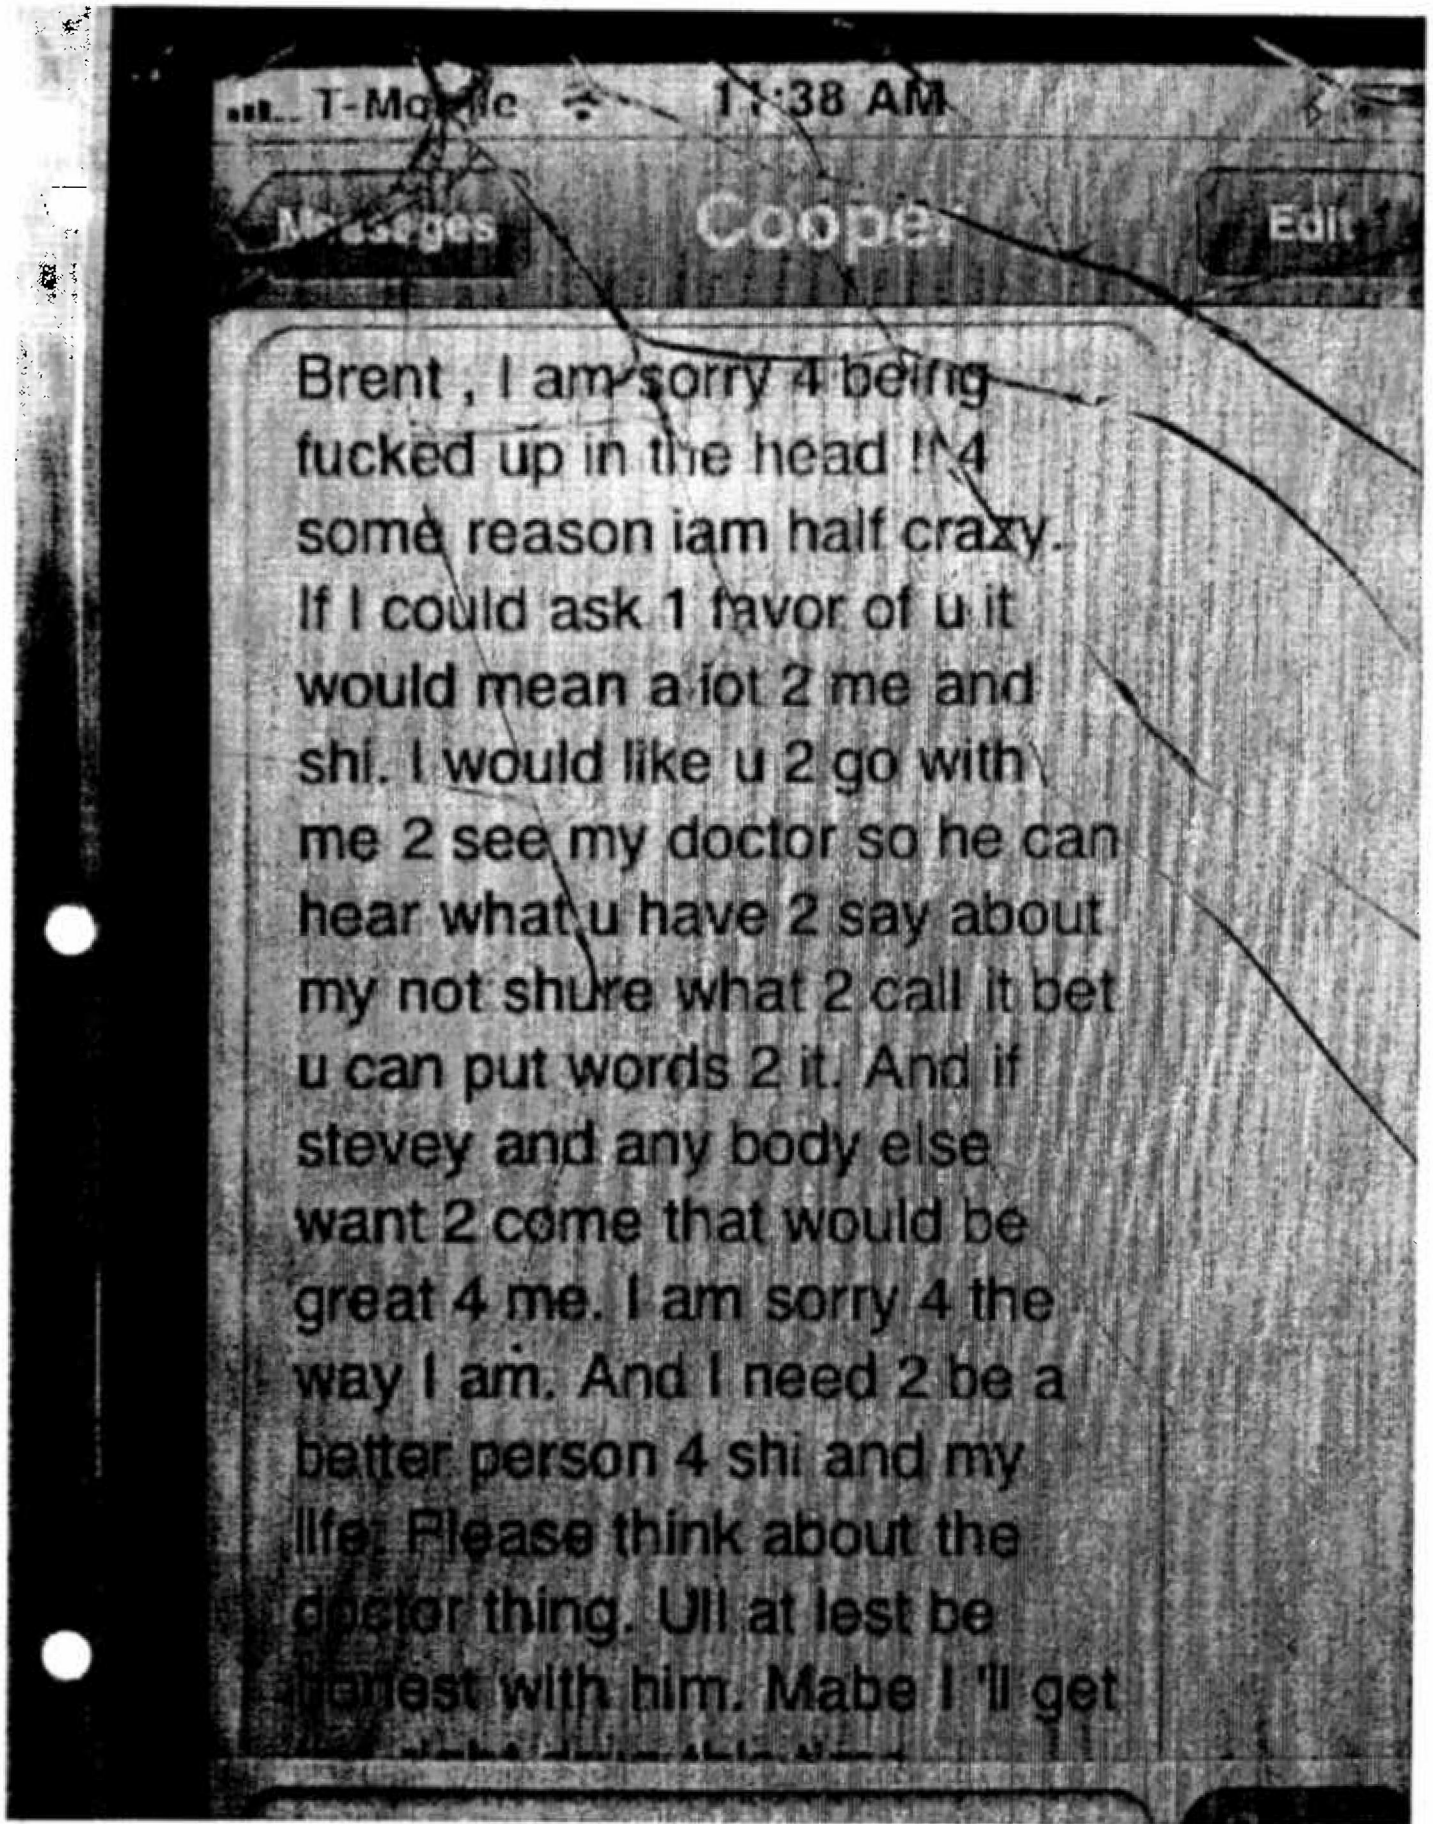 T-Mobile 11:38 AM
Messages Cooper Edit
Brent , I am sorry 4 being
fucked up in the head !! 4
some reason iam half crazy.
If I could ask 1 favor of u it
would mean a lot 2 me and
shi. I would like u 2 go with
me 2 see my doctor so he can
hear what u have 2 say about
my not shure what 2 call it bet
u can put words 2 it. And if
stevey and any body else
want 2 come that would be
great 4 me. I am sorry 4 the
way I am. And I need 2 be a
better person 4 shi and my
life. Please think about the
doctor thing. Ull at lest be
honest with him. Mabe I 'll get